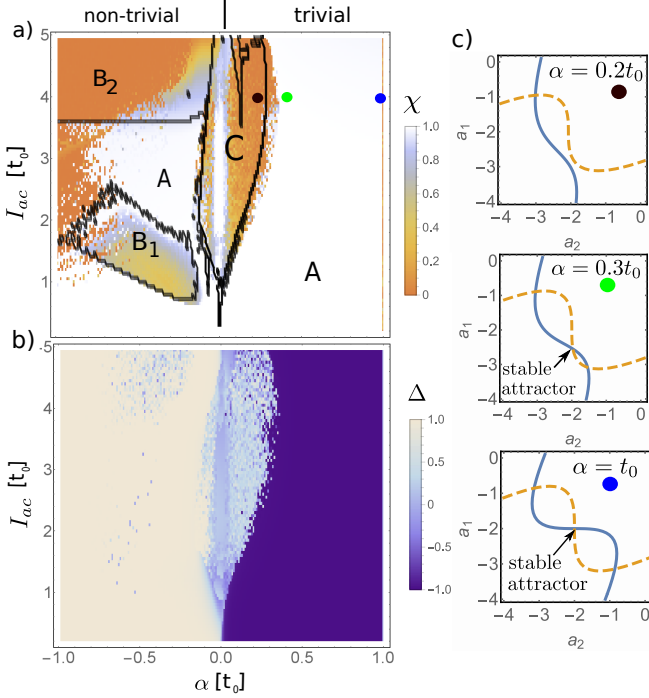 non-trivial
trivial
a)
5
4
3
2
1
I_ac [t₀]
B₂
A
B₁
C
A
χ
1.0
0.8
0.6
0.4
0.2
0
b)
5
4
3
2
1
I_ac [t₀]
-1.0
-0.5
0.0
0.5
1.0
α [t₀]
Δ
1.0
0.5
0
-0.5
-1.0
c)
α = 0.2t₀
0
-1
-2
-3
-4
a₁
-4
-3
-2
-1
0
a₂
α = 0.3t₀
stable
attractor
0
-1
-2
-3
-4
a₁
-4
-3
-2
-1
0
a₂
α = t₀
stable
attractor
0
-1
-2
-3
-4
a₁
-4
-3
-2
-1
0
a₂